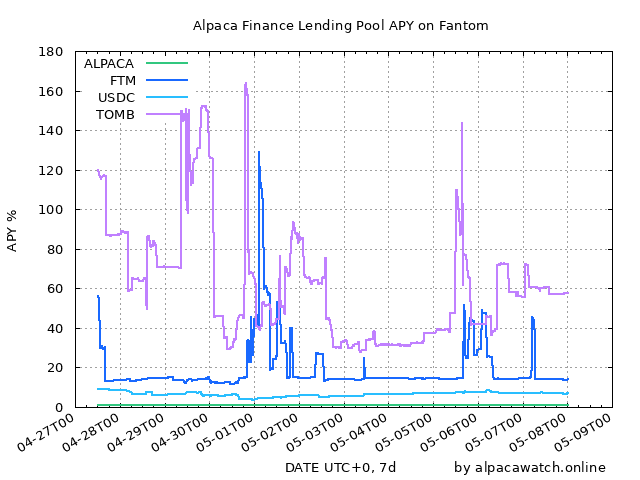 Alpaca Finance Lending Pool APY on Fantom
180
160
140
120
100
80
60
40
20
0
APY %
ALPACA
FTM
USDC
TOMB
04-27T00
04-28T00
04-29T00
04-30T00
05-01T00
05-02T00
05-03T00
05-04T00
05-05T00
05-06T00
05-07T00
05-08T00
05-09T00
DATE UTC+0, 7d
by alpacawatch.online